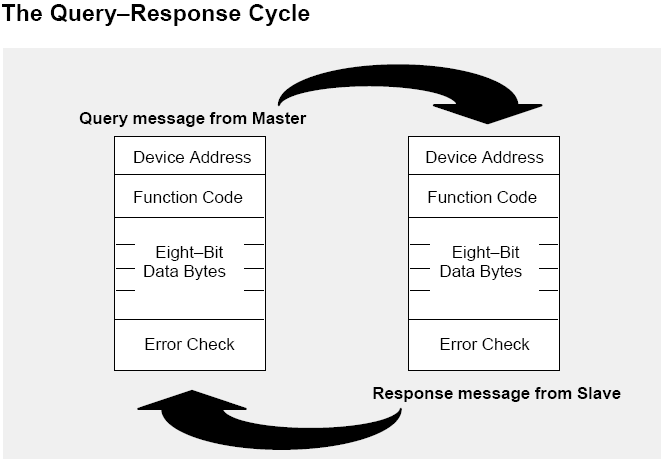 The Query–Response Cycle
Query message from Master
Device Address
Function Code
Eight–Bit
Data Bytes
Error Check
Device Address
Function Code
Eight–Bit
Data Bytes
Error Check
Response message from Slave